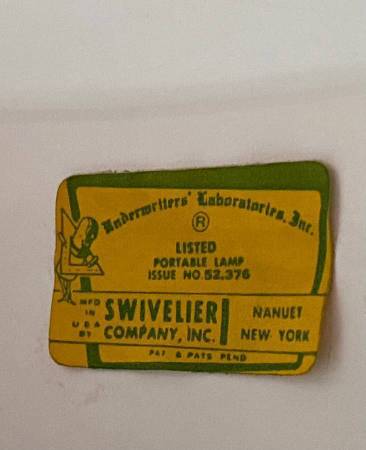 Underwriters' Laboratories, Inc.
®
LISTED
PORTABLE LAMP
ISSUE NO. 52,376
MFD
IN
USA
BY
SWIVELIER
COMPANY, INC.
NANUET
NEW YORK
PAT & PATS PEND